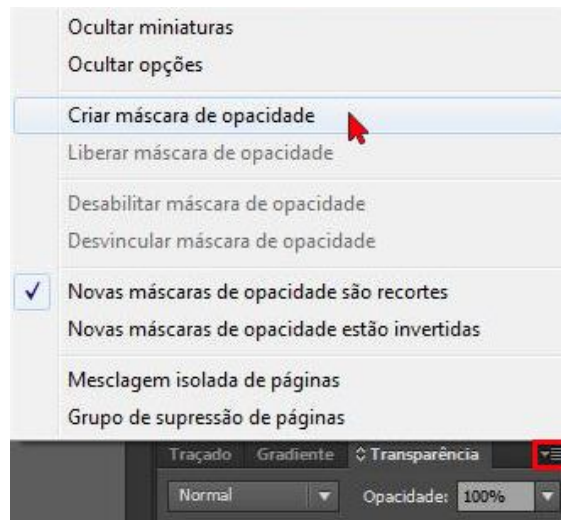 Ocultar miniaturas
Ocultar opções
Criar máscara de opacidade
Liberar máscara de opacidade
Desabilitar máscara de opacidade
Desvincular máscara de opacidade
Novas máscaras de opacidade são recortes
Novas máscaras de opacidade estão invertidas
Mesclagem isolada de páginas
Grupo de supressão de páginas
Traçado Gradiente Transparência
Normal Opacidade: 100%